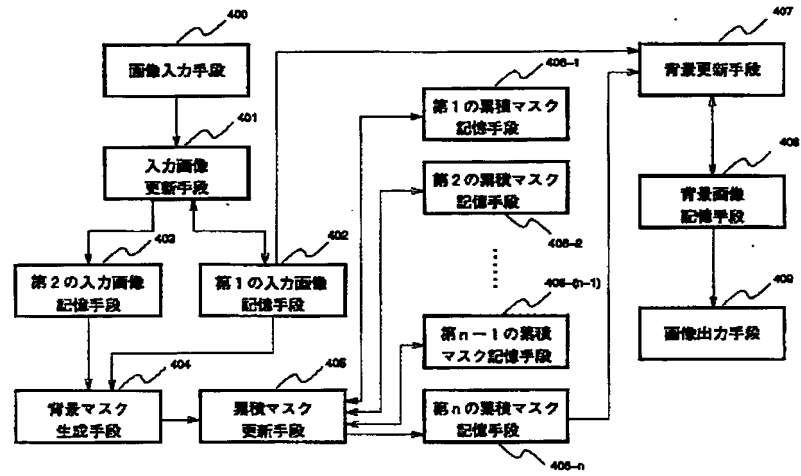 400
画像入力手段
401
入力画像
更新手段
403
第2の入力画像
記憶手段
402
第1の入力画像
記憶手段
404
背景マスク
生成手段
405
累積マスク
更新手段
406-1
第1の累積マスク
記憶手段
第2の累積マスク
記憶手段
406-2
406-(n-1)
第n-1の累積
マスク記憶手段
第nの累積マスク
記憶手段
406-n
407
背景更新手段
408
背景画像
記憶手段
409
画像出力手段